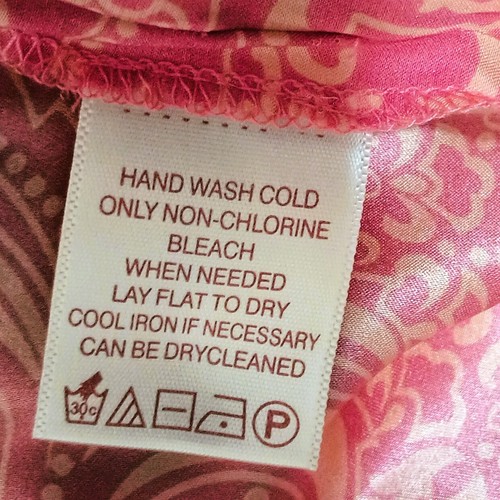 HAND WASH COLD
ONLY NON-CHLORINE
BLEACH
WHEN NEEDED
LAY FLAT TO DRY
COOL IRON IF NECESSARY
CAN BE DRYCLEANED
30c P